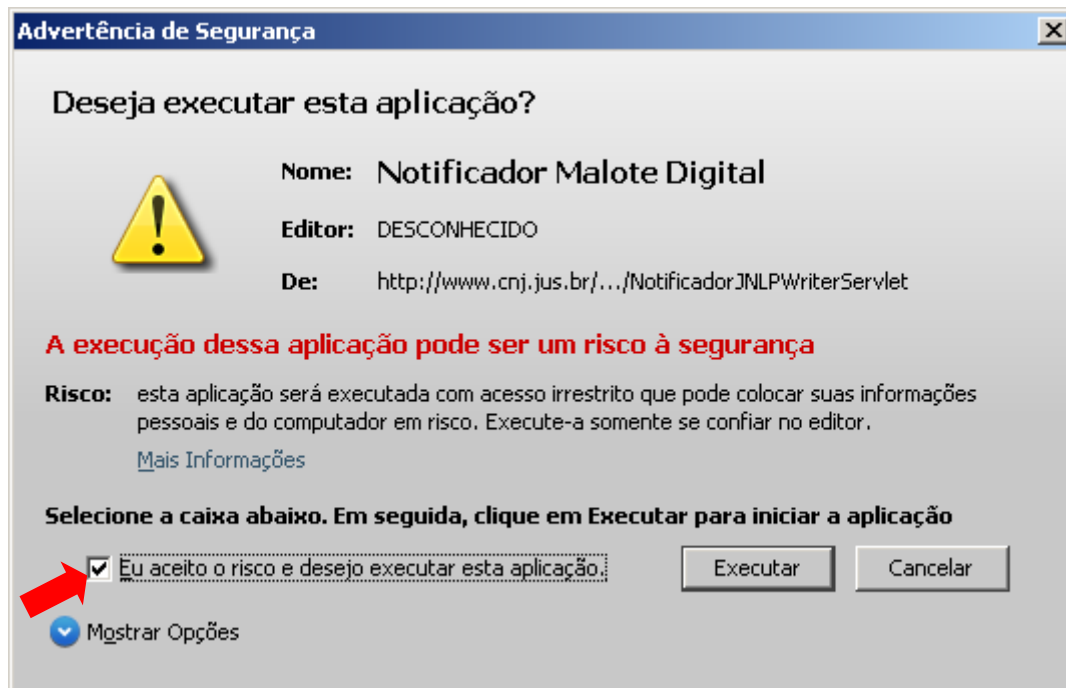 Advertência de Segurança
Deseja executar esta aplicação?
Nome: Notificador Malote Digital
Editor: DESCONHECIDO
De: http://www.cnj.jus.br/.../NotificadorJNLPWriterServlet
A execução dessa aplicação pode ser um risco à segurança
Risco: esta aplicação será executada com acesso irrestrito que pode colocar suas informações
pessoais e do computador em risco. Execute-a somente se confiar no editor.
Mais Informações
Selecione a caixa abaixo. Em seguida, clique em Executar para iniciar a aplicação
Eu aceito o risco e desejo executar esta aplicação. Executar Cancelar
Mostrar Opções